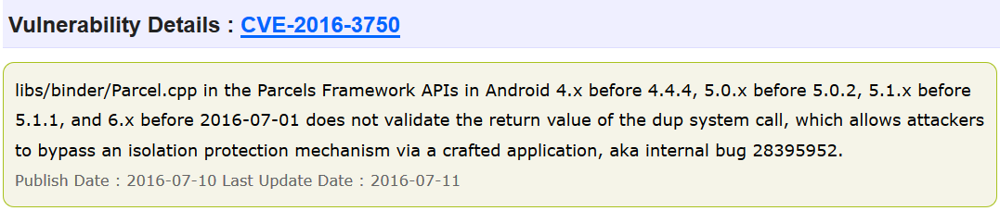 Vulnerability Details : CVE-2016-3750
libs/binder/Parcel.cpp in the Parcels Framework APIs in Android 4.x before 4.4.4, 5.0.x before 5.0.2, 5.1.x before
5.1.1, and 6.x before 2016-07-01 does not validate the return value of the dup system call, which allows attackers
to bypass an isolation protection mechanism via a crafted application, aka internal bug 28395952.
Publish Date : 2016-07-10 Last Update Date : 2016-07-11